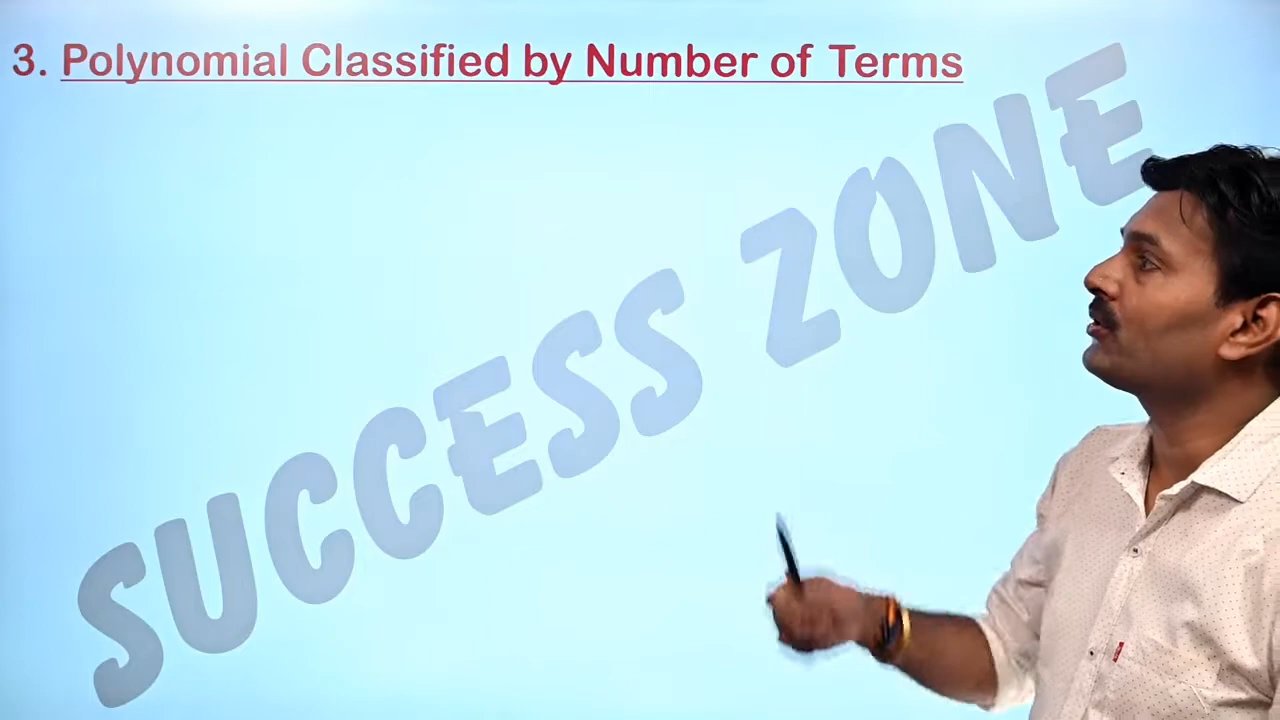 3. Polynomial Classified by Number of Terms
SUCCESS ZONE